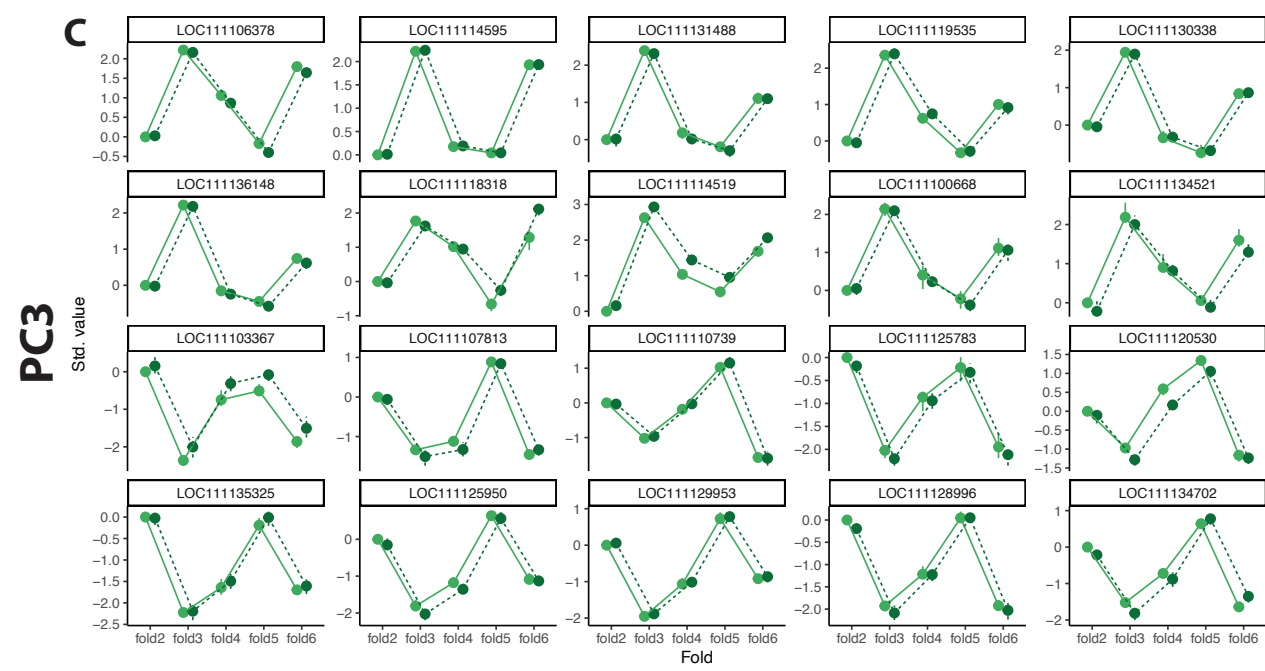 C
LOC111106378 LOC111114595 LOC111131488 LOC111119535 LOC111130338
2.0 1.5 1.0 0.5 0.0 −0.5
2.0 1.5 1.0 0.5 0.0
2 1 0
2 1 0
2 1 0
LOC111136148 LOC111118318 LOC111114519 LOC111100668 LOC111134521
2 1 0
2 1 0 −1
3 2 1 0
2 1 0
2 1 0
PC3
Std. value
LOC111103367 LOC111107813 LOC111110739 LOC111125783 LOC111120530
0 −1 −2
1 0 −1
1 0 −1
0.0 −0.5 −1.0 −1.5 −2.0
1.5 1.0 0.5 0.0 −0.5 −1.0 −1.5
LOC111135325 LOC111125950 LOC111129953 LOC111128996 LOC111134702
0.0 −0.5 −1.0 −1.5 −2.0 −2.5
0 −1 −2
1 0 −1 −2
0.0 −0.5 −1.0 −1.5 −2.0
1 0 −1 −2
fold2 fold3 fold4 fold5 fold6 fold2 fold3 fold4 fold5 fold6 fold2 fold3 fold4 fold5 fold6 fold2 fold3 fold4 fold5 fold6 fold2 fold3 fold4 fold5 fold6
Fold